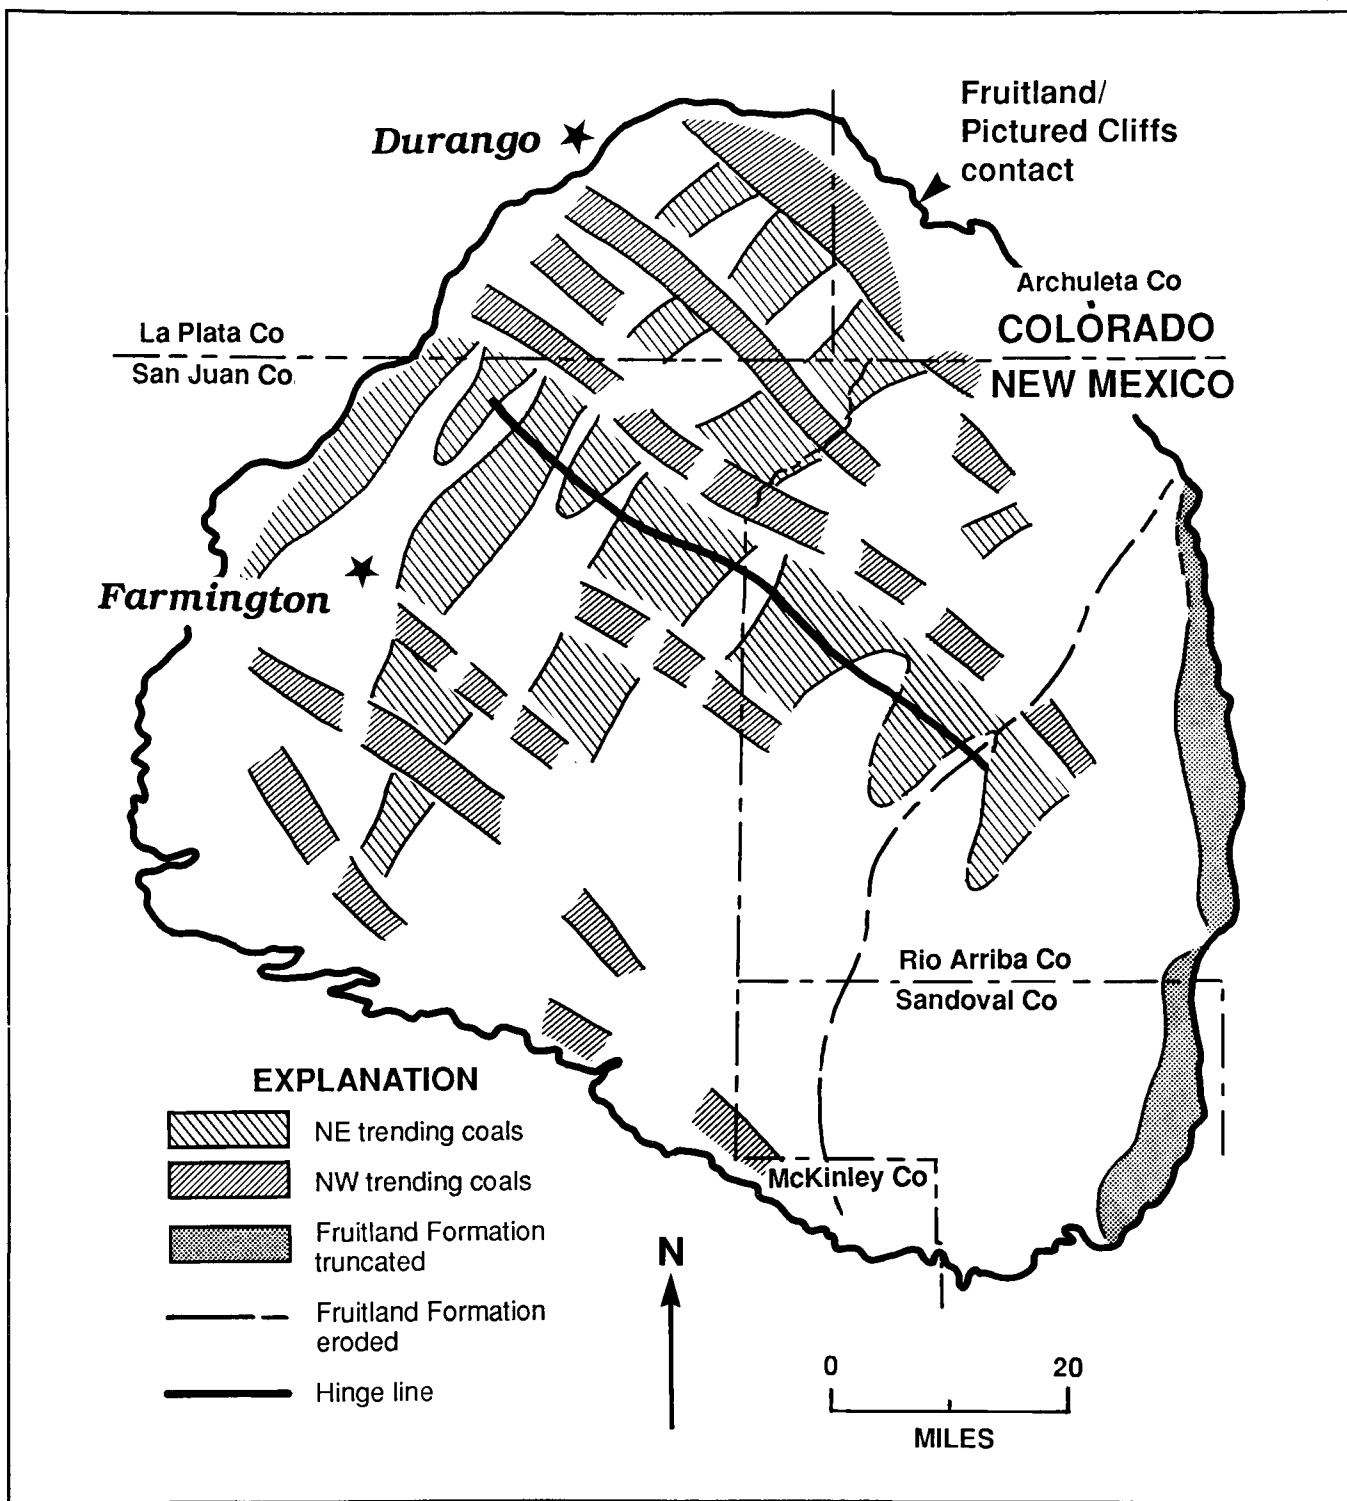 Fruitland/
Pictured Cliffs
contact
Durango
Archuleta Co
La Plata Co
COLORADO
San Juan Co.
NEW MEXICO
Farmington
Rio Arriba Co
Sandoval Co
EXPLANATION
NE trending coals
NW trending coals
McKinley Co
Fruitland Formation
truncated
N
Fruitland Formation
eroded
Hinge line
0 20
MILES